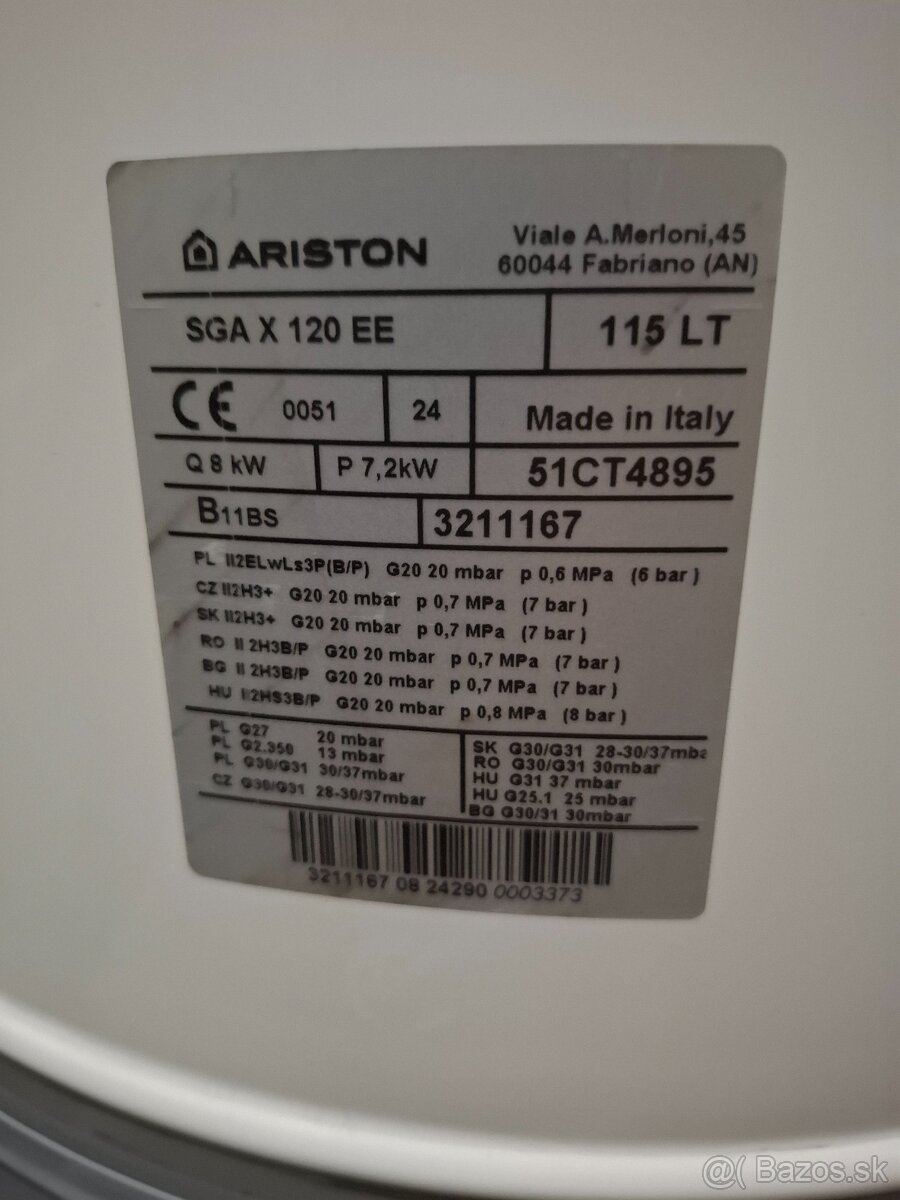 ARISTON
Viale A.Merloni,45
60044 Fabriano (AN)
SGA X 120 EE
115 LT
CE 0051
24
Made in Italy
Q 8 kW
P 7,2kW
51CT4895
B11BS
3211167
PL II2ELwLs3P(B/P) G20 20 mbar p 0,6 MPa (6 bar )
CZ II2H3+ G20 20 mbar p 0,7 MPa (7 bar )
SK II2H3+ G20 20 mbar p 0,7 MPa (7 bar )
RO II 2H3B/P G20 20 mbar p 0,7 MPa (7 bar )
BG II 2H3B/P G20 20 mbar p 0,7 MPa (7 bar )
HU II2HS3B/P G20 20 mbar p 0,8 MPa (8 bar )
PL G27 20 mbar
PL G2.350 13 mbar
PL G30/G31 30/37mbar
CZ G30/G31 28-30/37mbar
SK G30/G31 28-30/37mba
RO G30/G31 30mbar
HU G31 37 mbar
HU G25.1 25 mbar
BG G30/31 30mbar
3211167 08 24290 0003373
@( Bazos.sk